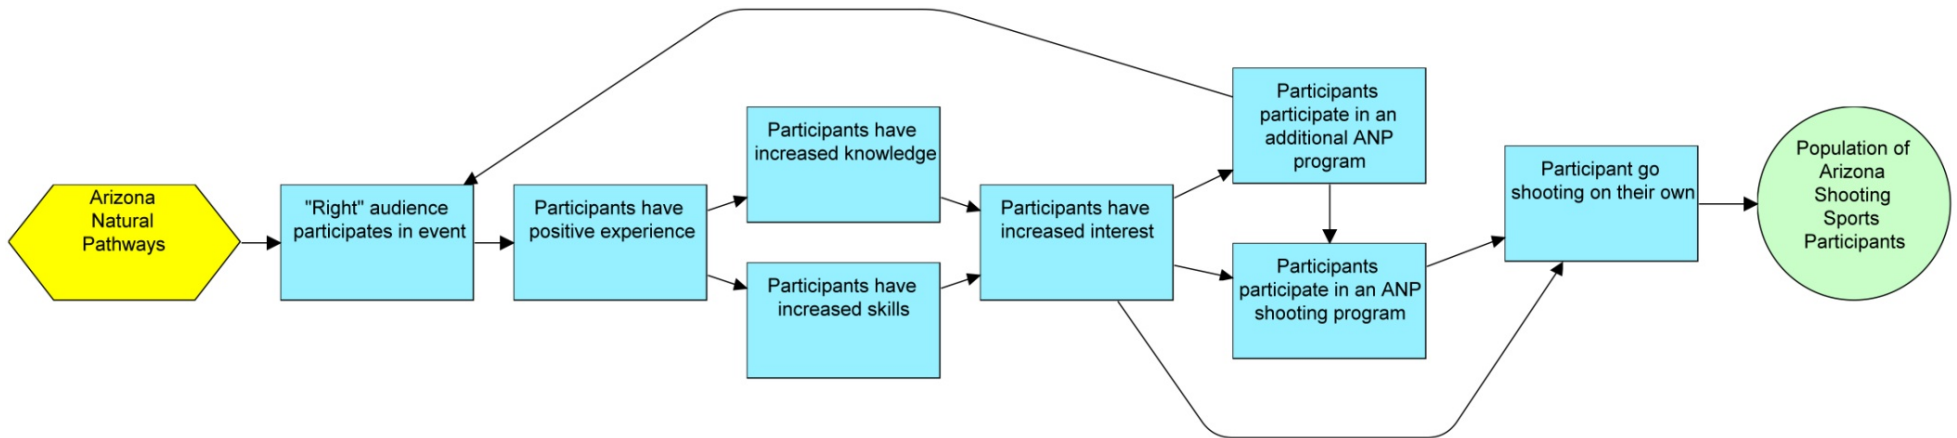 Arizona
Natural
Pathways
"Right" audience
participates in event
Participants have
positive experience
Participants have
increased knowledge
Participants have
increased skills
Participants have
increased interest
Participants
participate in an
additional ANP
program
Participants
participate in an ANP
shooting program
Participant go
shooting on their own
Population of
Arizona
Shooting
Sports
Participants